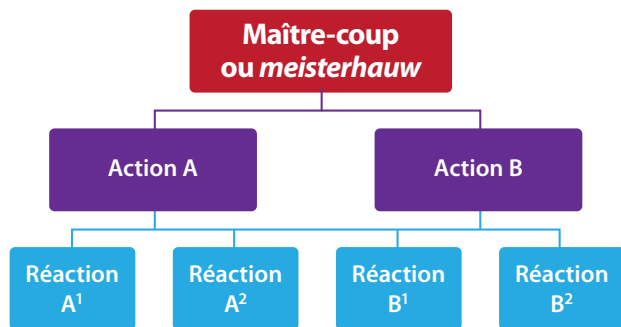 Maître-coup
ou meisterhauw
Action A
Action B
Réaction
A¹
Réaction
A²
Réaction
B¹
Réaction
B²